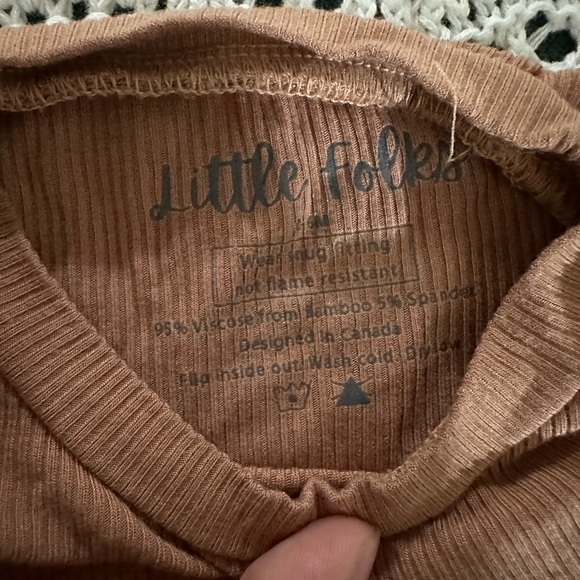 Little Folks
Wear snug fitting
not flame resistant
95% Viscose from Bamboo 5% Spandex
Designed in Canada
Flip inside out. Wash cold. Dry low